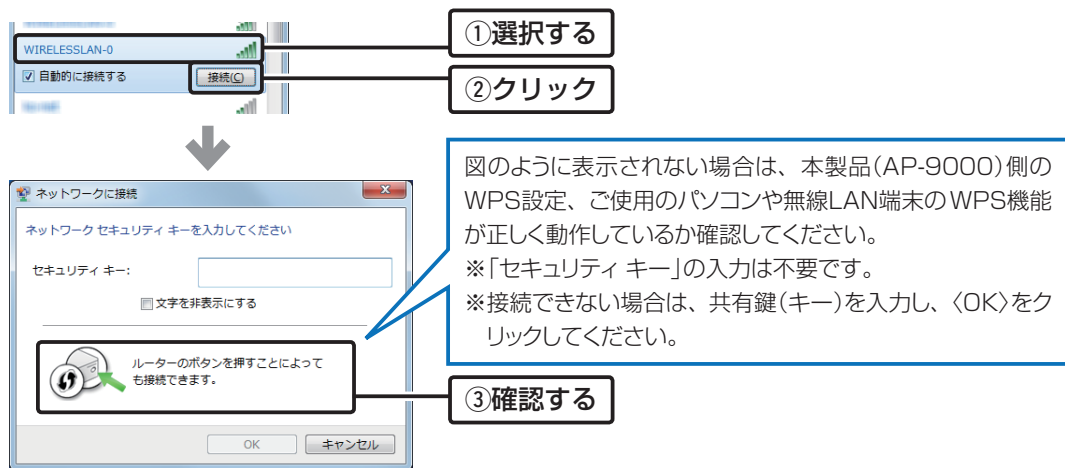 WIRELESSLAN-0
①選択する
☑ 自動的に接続する
接続(C)
②クリック
ネットワークに接続
ネットワーク セキュリティ キーを入力してください
セキュリティ キー:
文字を非表示にする
ルーターのボタンを押すことによって
も接続できます。
OK
キャンセル
図のように表示されない場合は、本製品(AP-9000)側の
WPS設定、ご使用のパソコンや無線LAN端末のWPS機能
が正しく動作しているか確認してください。
※「セキュリティ キー」の入力は不要です。
※接続できない場合は、共有鍵(キー)を入力し、〈OK〉をク
リックしてください。
③確認する